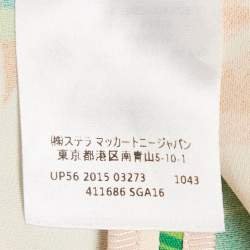 ㈱ステラ マッカートニージャパン
東京都港区南青山5-10-1
UP56 2015 03273 1043
411686 SGA16